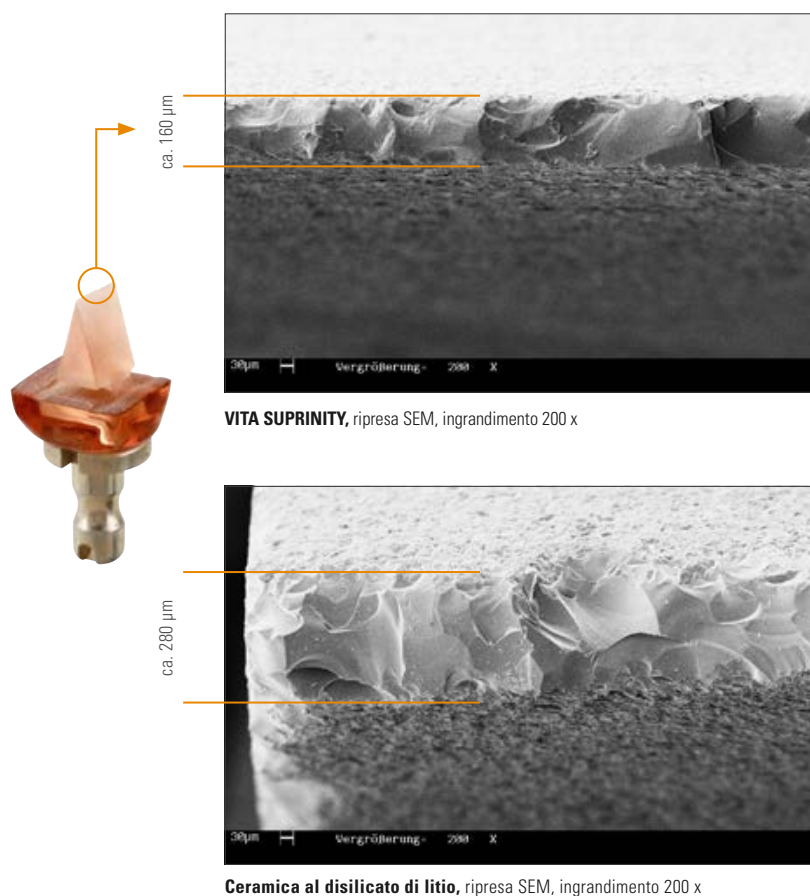 ca. 160 µm
30µm Vergrößerung- 200 X
VITA SUPRINITY, ripresa SEM, ingrandimento 200 x
ca. 280 µm
30µm Vergrößerung- 200 X
Ceramica al disilicato di litio, ripresa SEM, ingrandimento 200 x